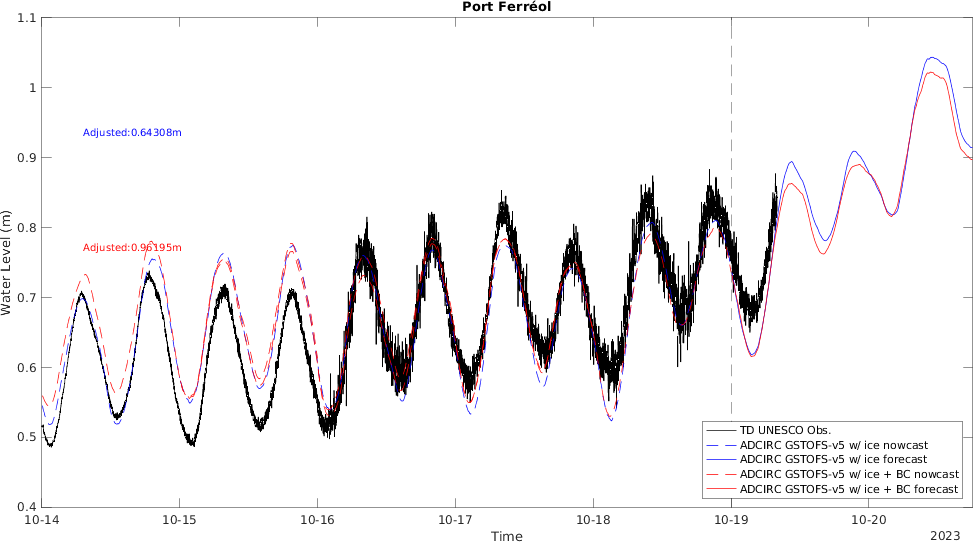 Port Ferréol
Water Level (m)
1.1
1
0.9
0.8
0.7
0.6
0.5
0.4
Adjusted:0.64308m
Adjusted:0.96195m
TD UNESCO Obs.
ADCIRC GSTOFS-v5 w/ ice nowcast
ADCIRC GSTOFS-v5 w/ ice forecast
ADCIRC GSTOFS-v5 w/ ice + BC nowcast
ADCIRC GSTOFS-v5 w/ ice + BC forecast
10-14 10-15 10-16 10-17 10-18 10-19 10-20
Time
2023